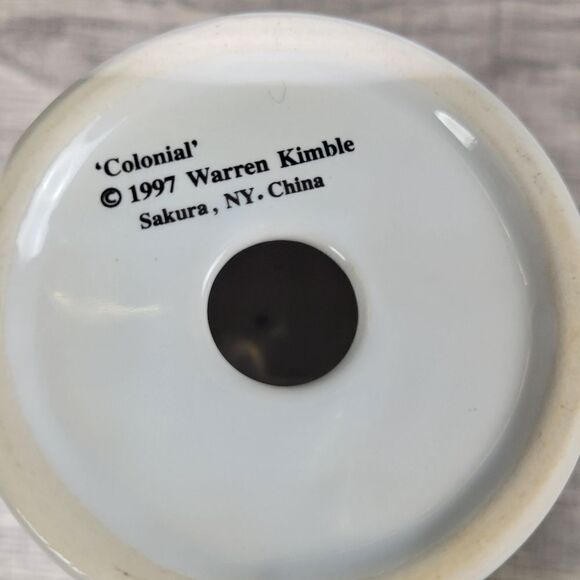 ‘Colonial’
© 1997 Warren Kimble
Sakura, NY. China